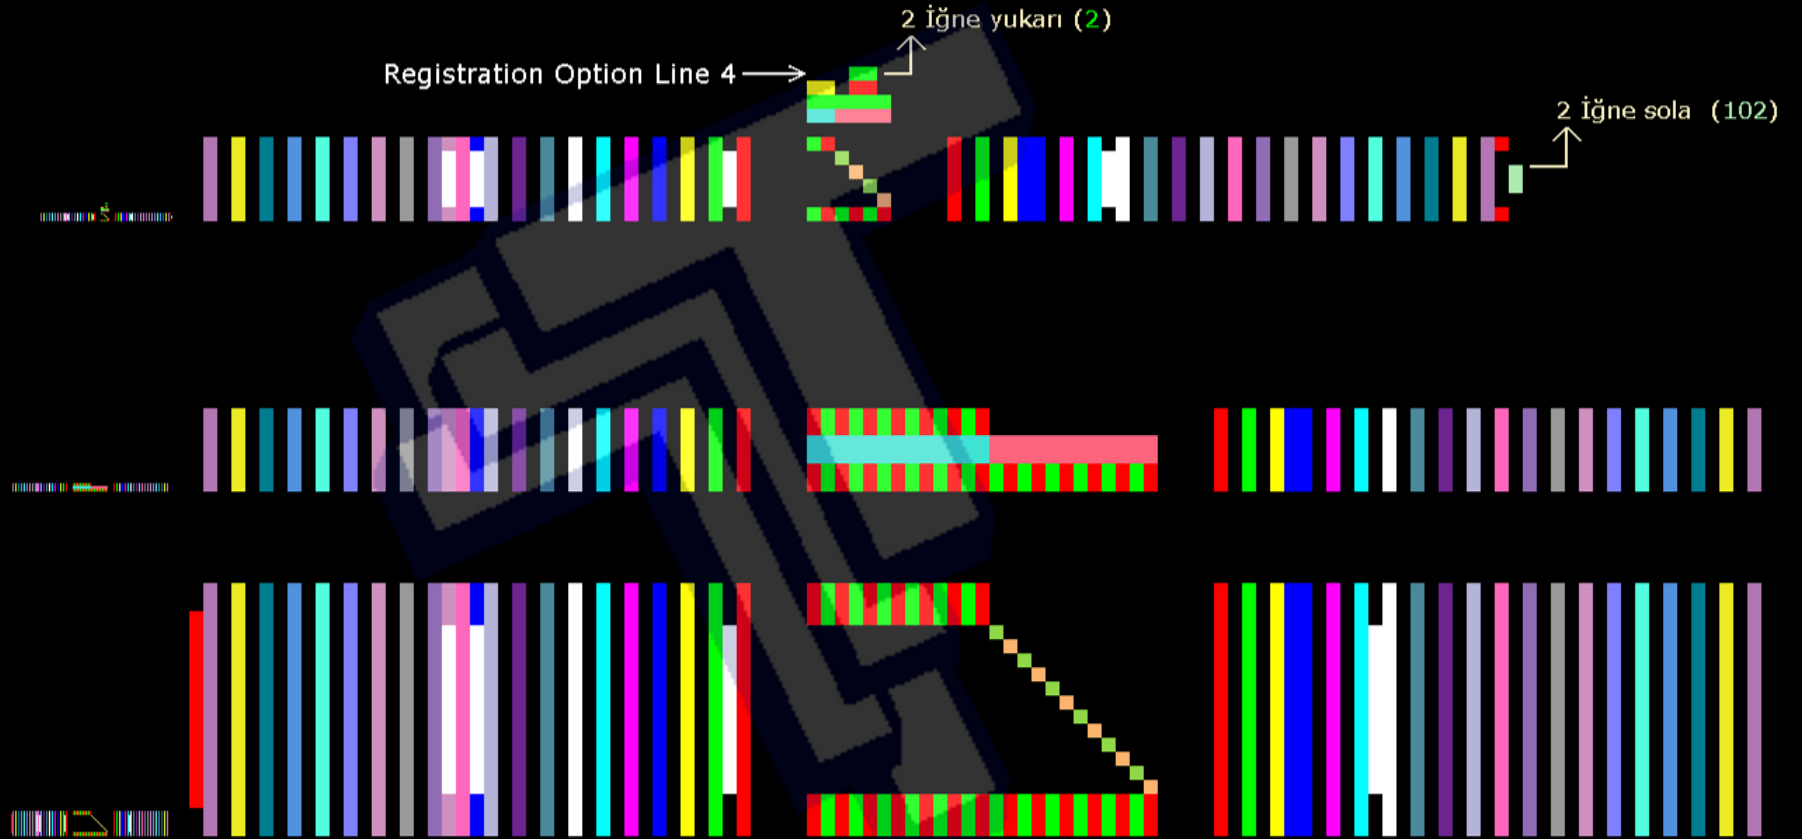 2 İğne yukarı (2)
Registration Option Line 4
2 İğne sola (102)